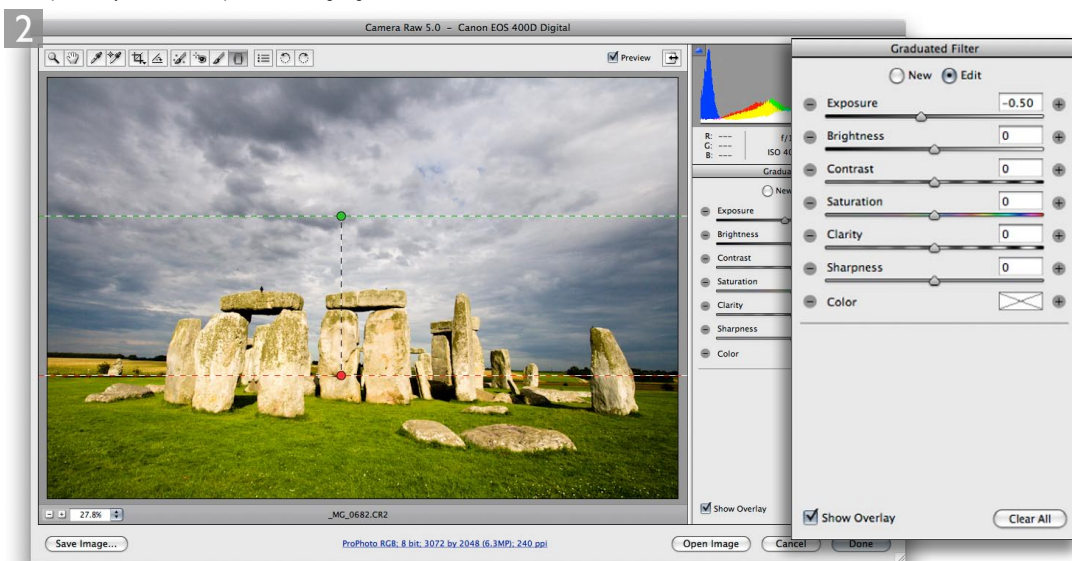 2
Camera Raw 5.0 – Canon EOS 400D Digital
Preview
R: ---
G: ---
B: ---
f/1
ISO 40
Gradua
New
Exposure
Brightness
Contrast
Saturation
Clarity
Sharpness
Color
Show Overlay
27.8%
_MG_0682.CR2
Save Image...
ProPhoto RGB; 8 bit; 3072 by 2048 (6.3MP); 240 ppi
Open Image
Cancel
Done
Graduated Filter
New Edit
Exposure -0.50
Brightness 0
Contrast 0
Saturation 0
Clarity 0
Sharpness 0
Color
Show Overlay
Clear All